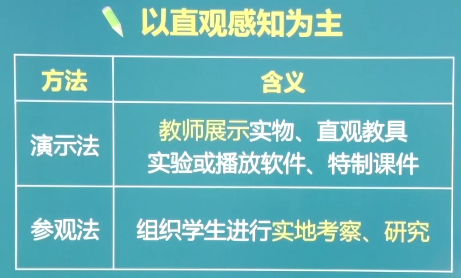 以直观感知为主
方法 含义
演示法 教师展示实物、直观教具
实验或播放软件、特制课件
参观法 组织学生进行实地考察、研究